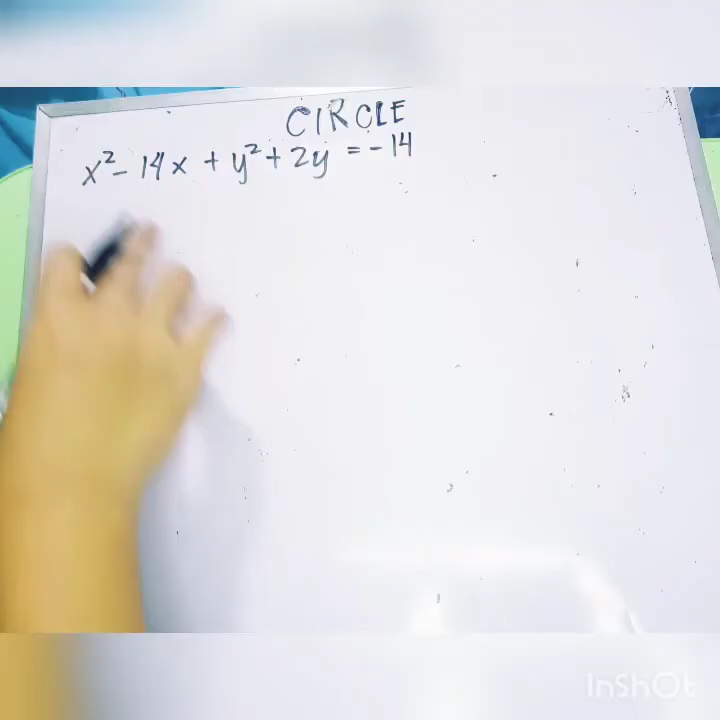 CIRCLE
x² - 14x + y² + 2y = -14
InShOt